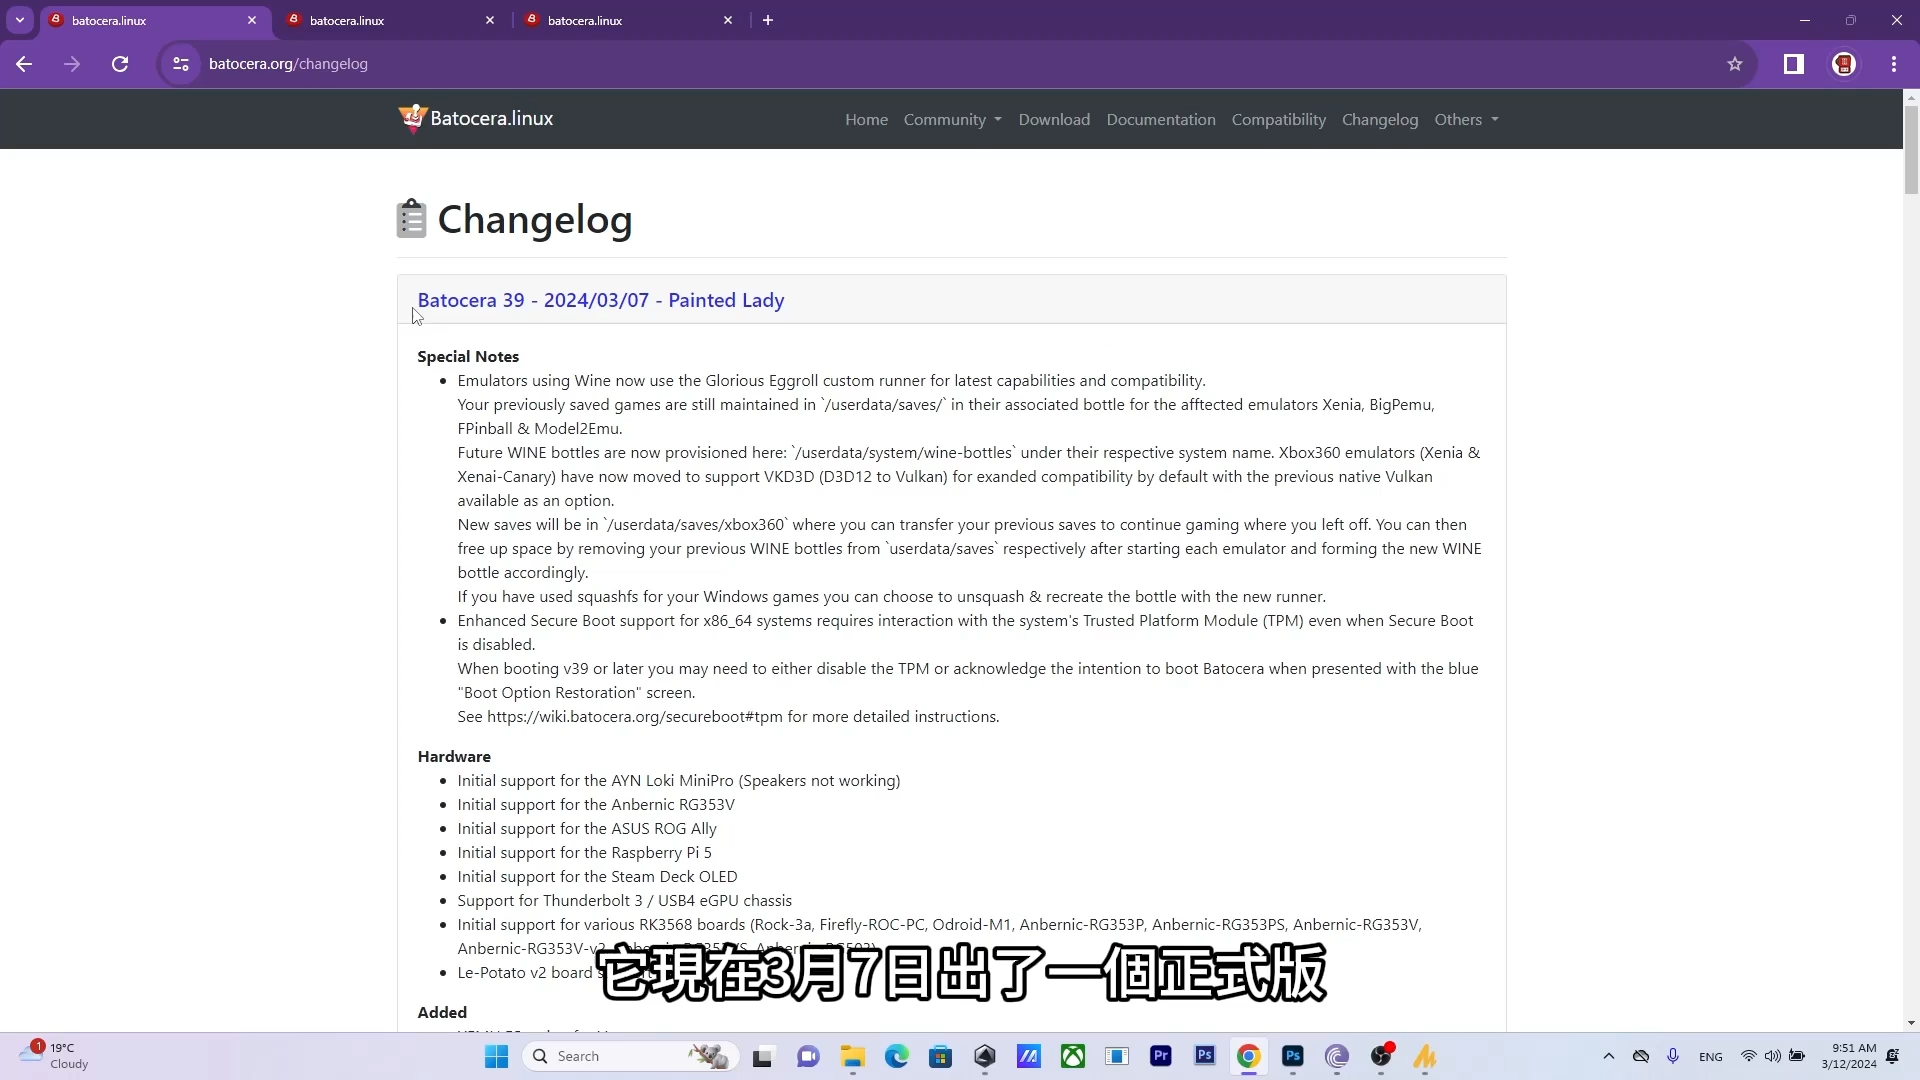 batocera.linux
batocera.linux
batocera.linux
batocera.org/changelog
Batocera.linux
Home Community Download Documentation Compatibility Changelog Others
Changelog
Batocera 39 - 2024/03/07 - Painted Lady
Special Notes
Emulators using Wine now use the Glorious Eggroll custom runner for latest capabilities and compatibility.
Your previously saved games are still maintained in `/userdata/saves/` in their associated bottle for the afftected emulators Xenia, BigPemu,
FPinball & Model2Emu.
Future WINE bottles are now provisioned here: `/userdata/system/wine-bottles` under their respective system name. Xbox360 emulators (Xenia &
Xenai-Canary) have now moved to support VKD3D (D3D12 to Vulkan) for exanded compatibility by default with the previous native Vulkan
available as an option.
New saves will be in `/userdata/saves/xbox360` where you can transfer your previous saves to continue gaming where you left off. You can then
free up space by removing your previous WINE bottles from `userdata/saves` respectively after starting each emulator and forming the new WINE
bottle accordingly.
If you have used squashfs for your Windows games you can choose to unsquash & recreate the bottle with the new runner.
Enhanced Secure Boot support for x86_64 systems requires interaction with the system's Trusted Platform Module (TPM) even when Secure Boot
is disabled.
When booting v39 or later you may need to either disable the TPM or acknowledge the intention to boot Batocera when presented with the blue
"Boot Option Restoration" screen.
See https://wiki.batocera.org/secureboot#tpm for more detailed instructions.
Hardware
Initial support for the AYN Loki MiniPro (Speakers not working)
Initial support for the Anbernic RG353V
Initial support for the ASUS ROG Ally
Initial support for the Raspberry Pi 5
Initial support for the Steam Deck OLED
Support for Thunderbolt 3 / USB4 eGPU chassis
Initial support for various RK3568 boards (Rock-3a, Firefly-ROC-PC, Odroid-M1, Anbernic-RG353P, Anbernic-RG353PS, Anbernic-RG353V,
Le-Potato v2 board
它現在3月7日出了一個正式版
Added
1
19°C
Cloudy
Search
Pr
Ps
Ps
ENG
9:51 AM
3/12/2024